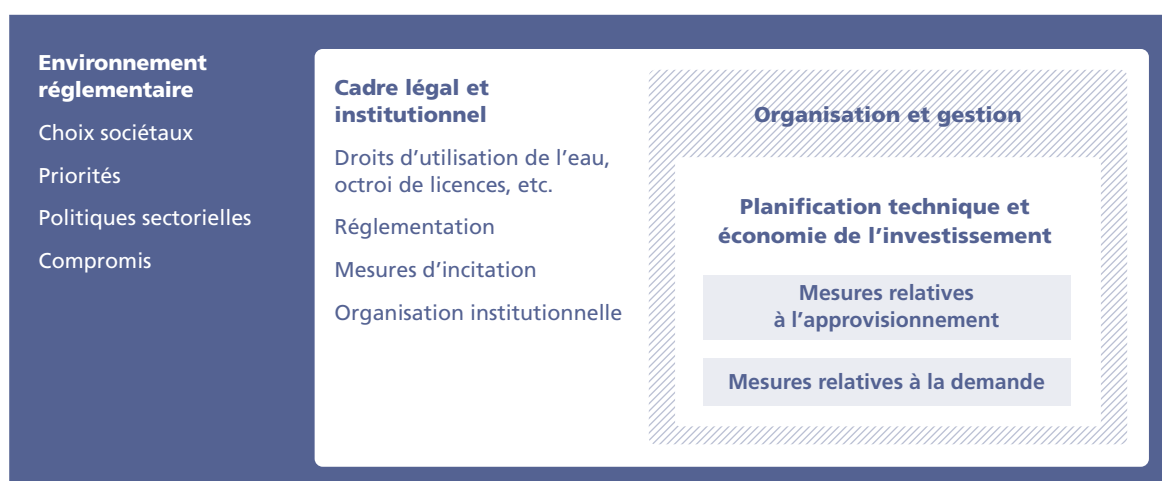 Environnement
réglementaire
Choix sociétaux
Priorités
Politiques sectorielles
Compromis
Cadre légal et
institutionnel
Droits d’utilisation de l’eau,
octroi de licences, etc.
Réglementation
Mesures d’incitation
Organisation institutionnelle
Organisation et gestion
Planification technique et
économie de l’investissement
Mesures relatives
à l’approvisionnement
Mesures relatives à la demande